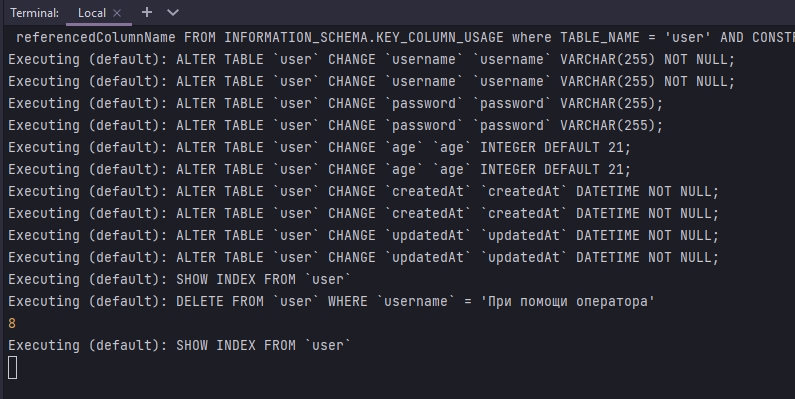 Terminal: Local × +
referencedColumnName FROM INFORMATION_SCHEMA.KEY_COLUMN_USAGE where TABLE_NAME = 'user' AND CONSTR
Executing (default): ALTER TABLE `user` CHANGE `username` `username` VARCHAR(255) NOT NULL;
Executing (default): ALTER TABLE `user` CHANGE `username` `username` VARCHAR(255) NOT NULL;
Executing (default): ALTER TABLE `user` CHANGE `password` `password` VARCHAR(255);
Executing (default): ALTER TABLE `user` CHANGE `password` `password` VARCHAR(255);
Executing (default): ALTER TABLE `user` CHANGE `age` `age` INTEGER DEFAULT 21;
Executing (default): ALTER TABLE `user` CHANGE `age` `age` INTEGER DEFAULT 21;
Executing (default): ALTER TABLE `user` CHANGE `createdAt` `createdAt` DATETIME NOT NULL;
Executing (default): ALTER TABLE `user` CHANGE `createdAt` `createdAt` DATETIME NOT NULL;
Executing (default): ALTER TABLE `user` CHANGE `updatedAt` `updatedAt` DATETIME NOT NULL;
Executing (default): ALTER TABLE `user` CHANGE `updatedAt` `updatedAt` DATETIME NOT NULL;
Executing (default): SHOW INDEX FROM `user`
Executing (default): DELETE FROM `user` WHERE `username` = 'При помощи оператора'
8
Executing (default): SHOW INDEX FROM `user`